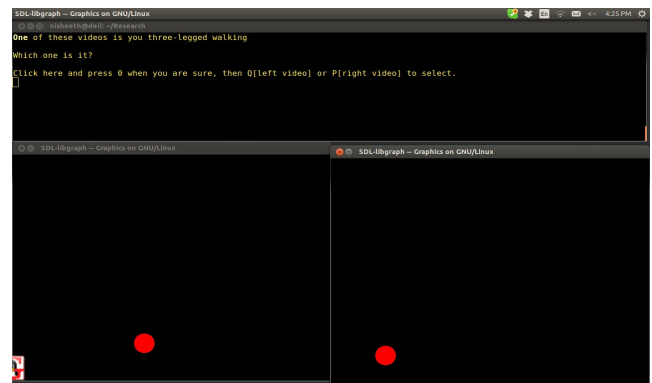 SDL-libgraph -- Graphics on GNU/Linux
En
4:25 PM
nisheeth@dell: ~/Research
One of these videos is you three-legged walking
Which one is it?
Click here and press 0 when you are sure, then Q[left video] or P[right video] to select.
SDL-libgraph -- Graphics on GNU/Linux
SDL-libgraph -- Graphics on GNU/Linux